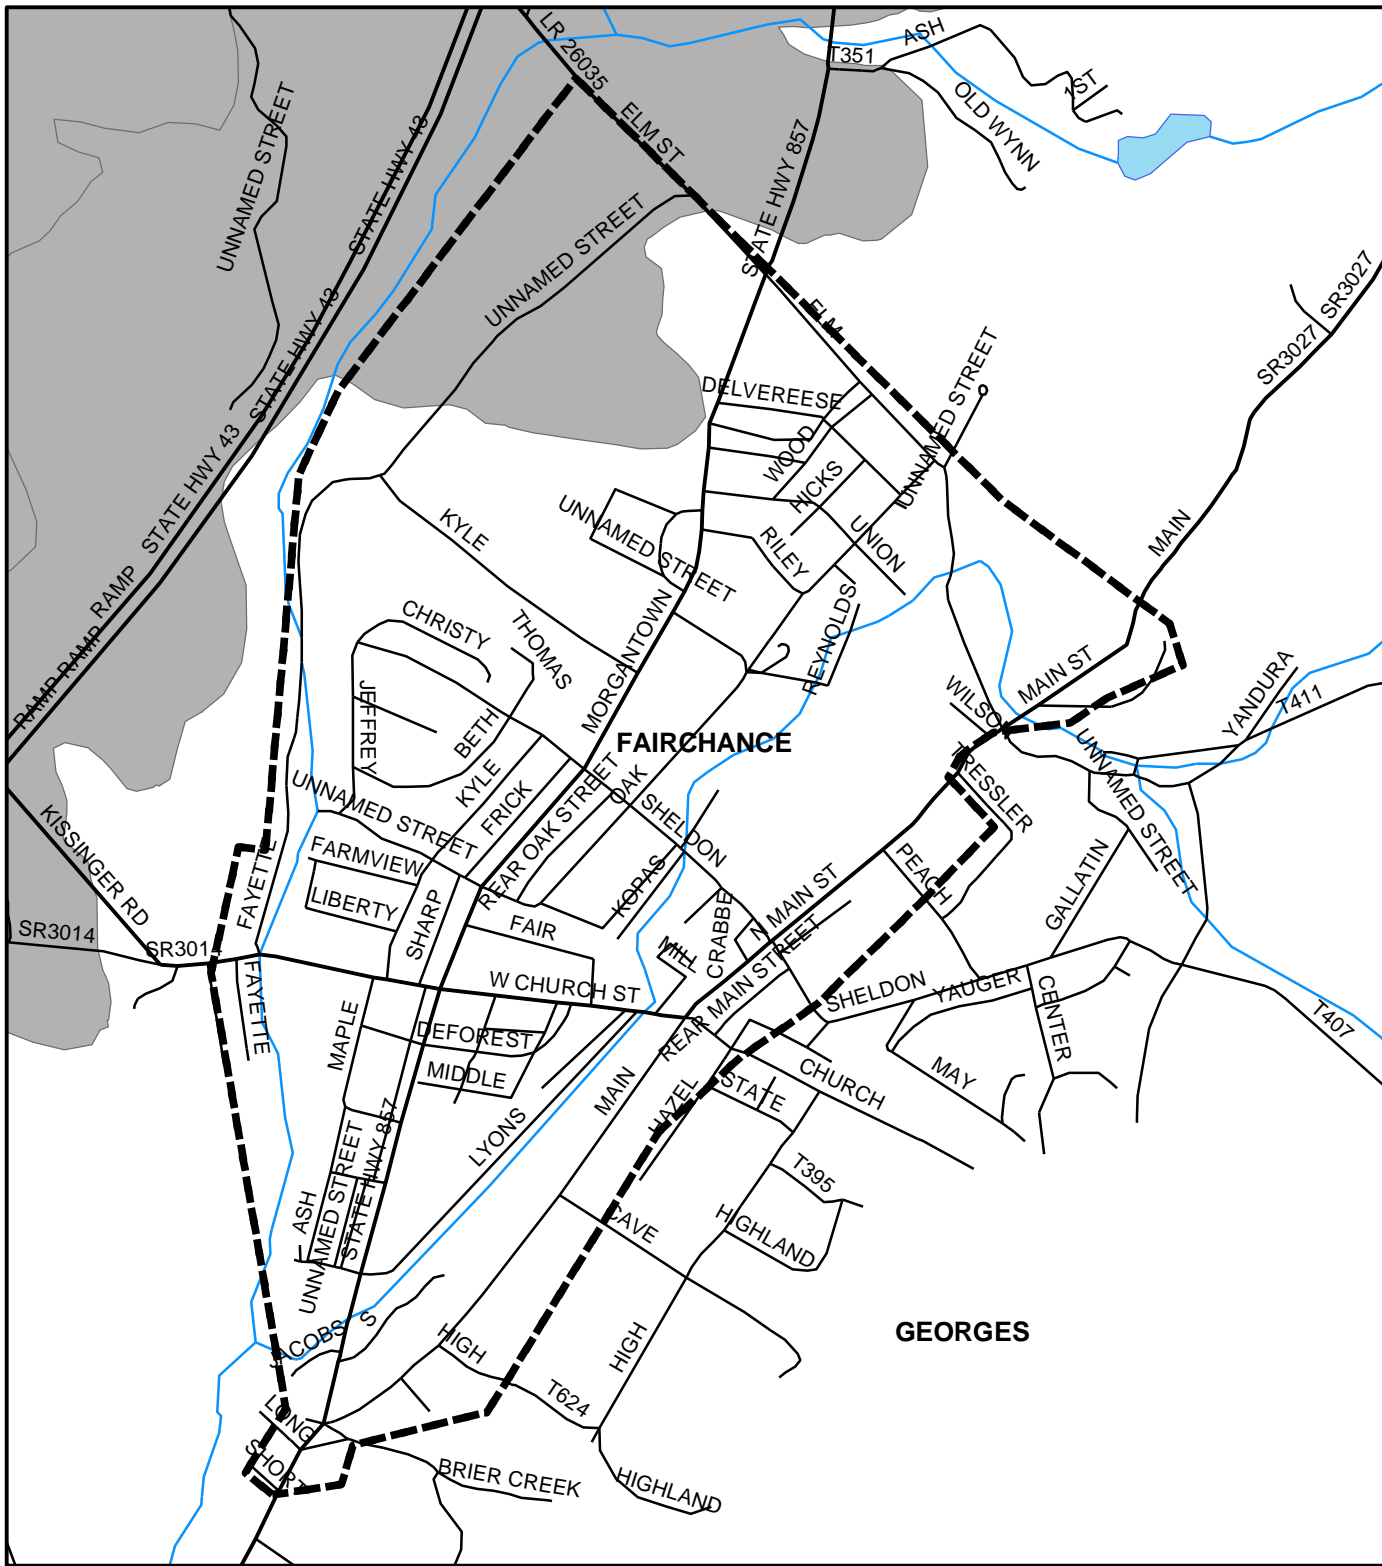 LR 26035
ASH
T351
1ST
OLD WYNN
UNNAMED STREET
STATE HWY 43
ELM ST
STATE HWY 857
UNNAMED STREET
STATE HWY 43
ELM
SR3027
SR3027
UNNAMED STREET
DELVEREESE
STATE HWY 43
WOOD
HICKS
KYLE
UNNAMED STREET
RILEY
UNION
MAIN
RAMP
RAMP
RAMP
CHRISTY
THOMAS
MORGANTOWN
REYNOLDS
JEFFREY
BETH
WILSON
MAIN ST
YANDURA
T411
FAIRCHANCE
KYLE
FRICK
REAR OAK STREET
OAK
SHELDON
TRESSLER
UNNAMED STREET
UNNAMED STREET
KISSINGER RD
FARMVIEW
LIBERTY
FAYETTE
SHARP
FAIR
KOPAS
CRABBE
N MAIN ST
PEACH
GALLATIN
SR3014
SR3014
FAYETTE
W CHURCH ST
MILL
REAR MAIN STREET
SHELDON
YAUGER
CENTER
T407
MAPLE
DEFOREST
MIDDLE
LYONS
MAIN
HAZEL
STATE
CHURCH
MAY
UNNAMED STREET
STATE HWY 857
ASH
T395
CAVE
HIGHLAND
JACOBS
S
HIGH
HIGH
GEORGES
LONG
SHORT
T624
BRIER CREEK
HIGHLAND